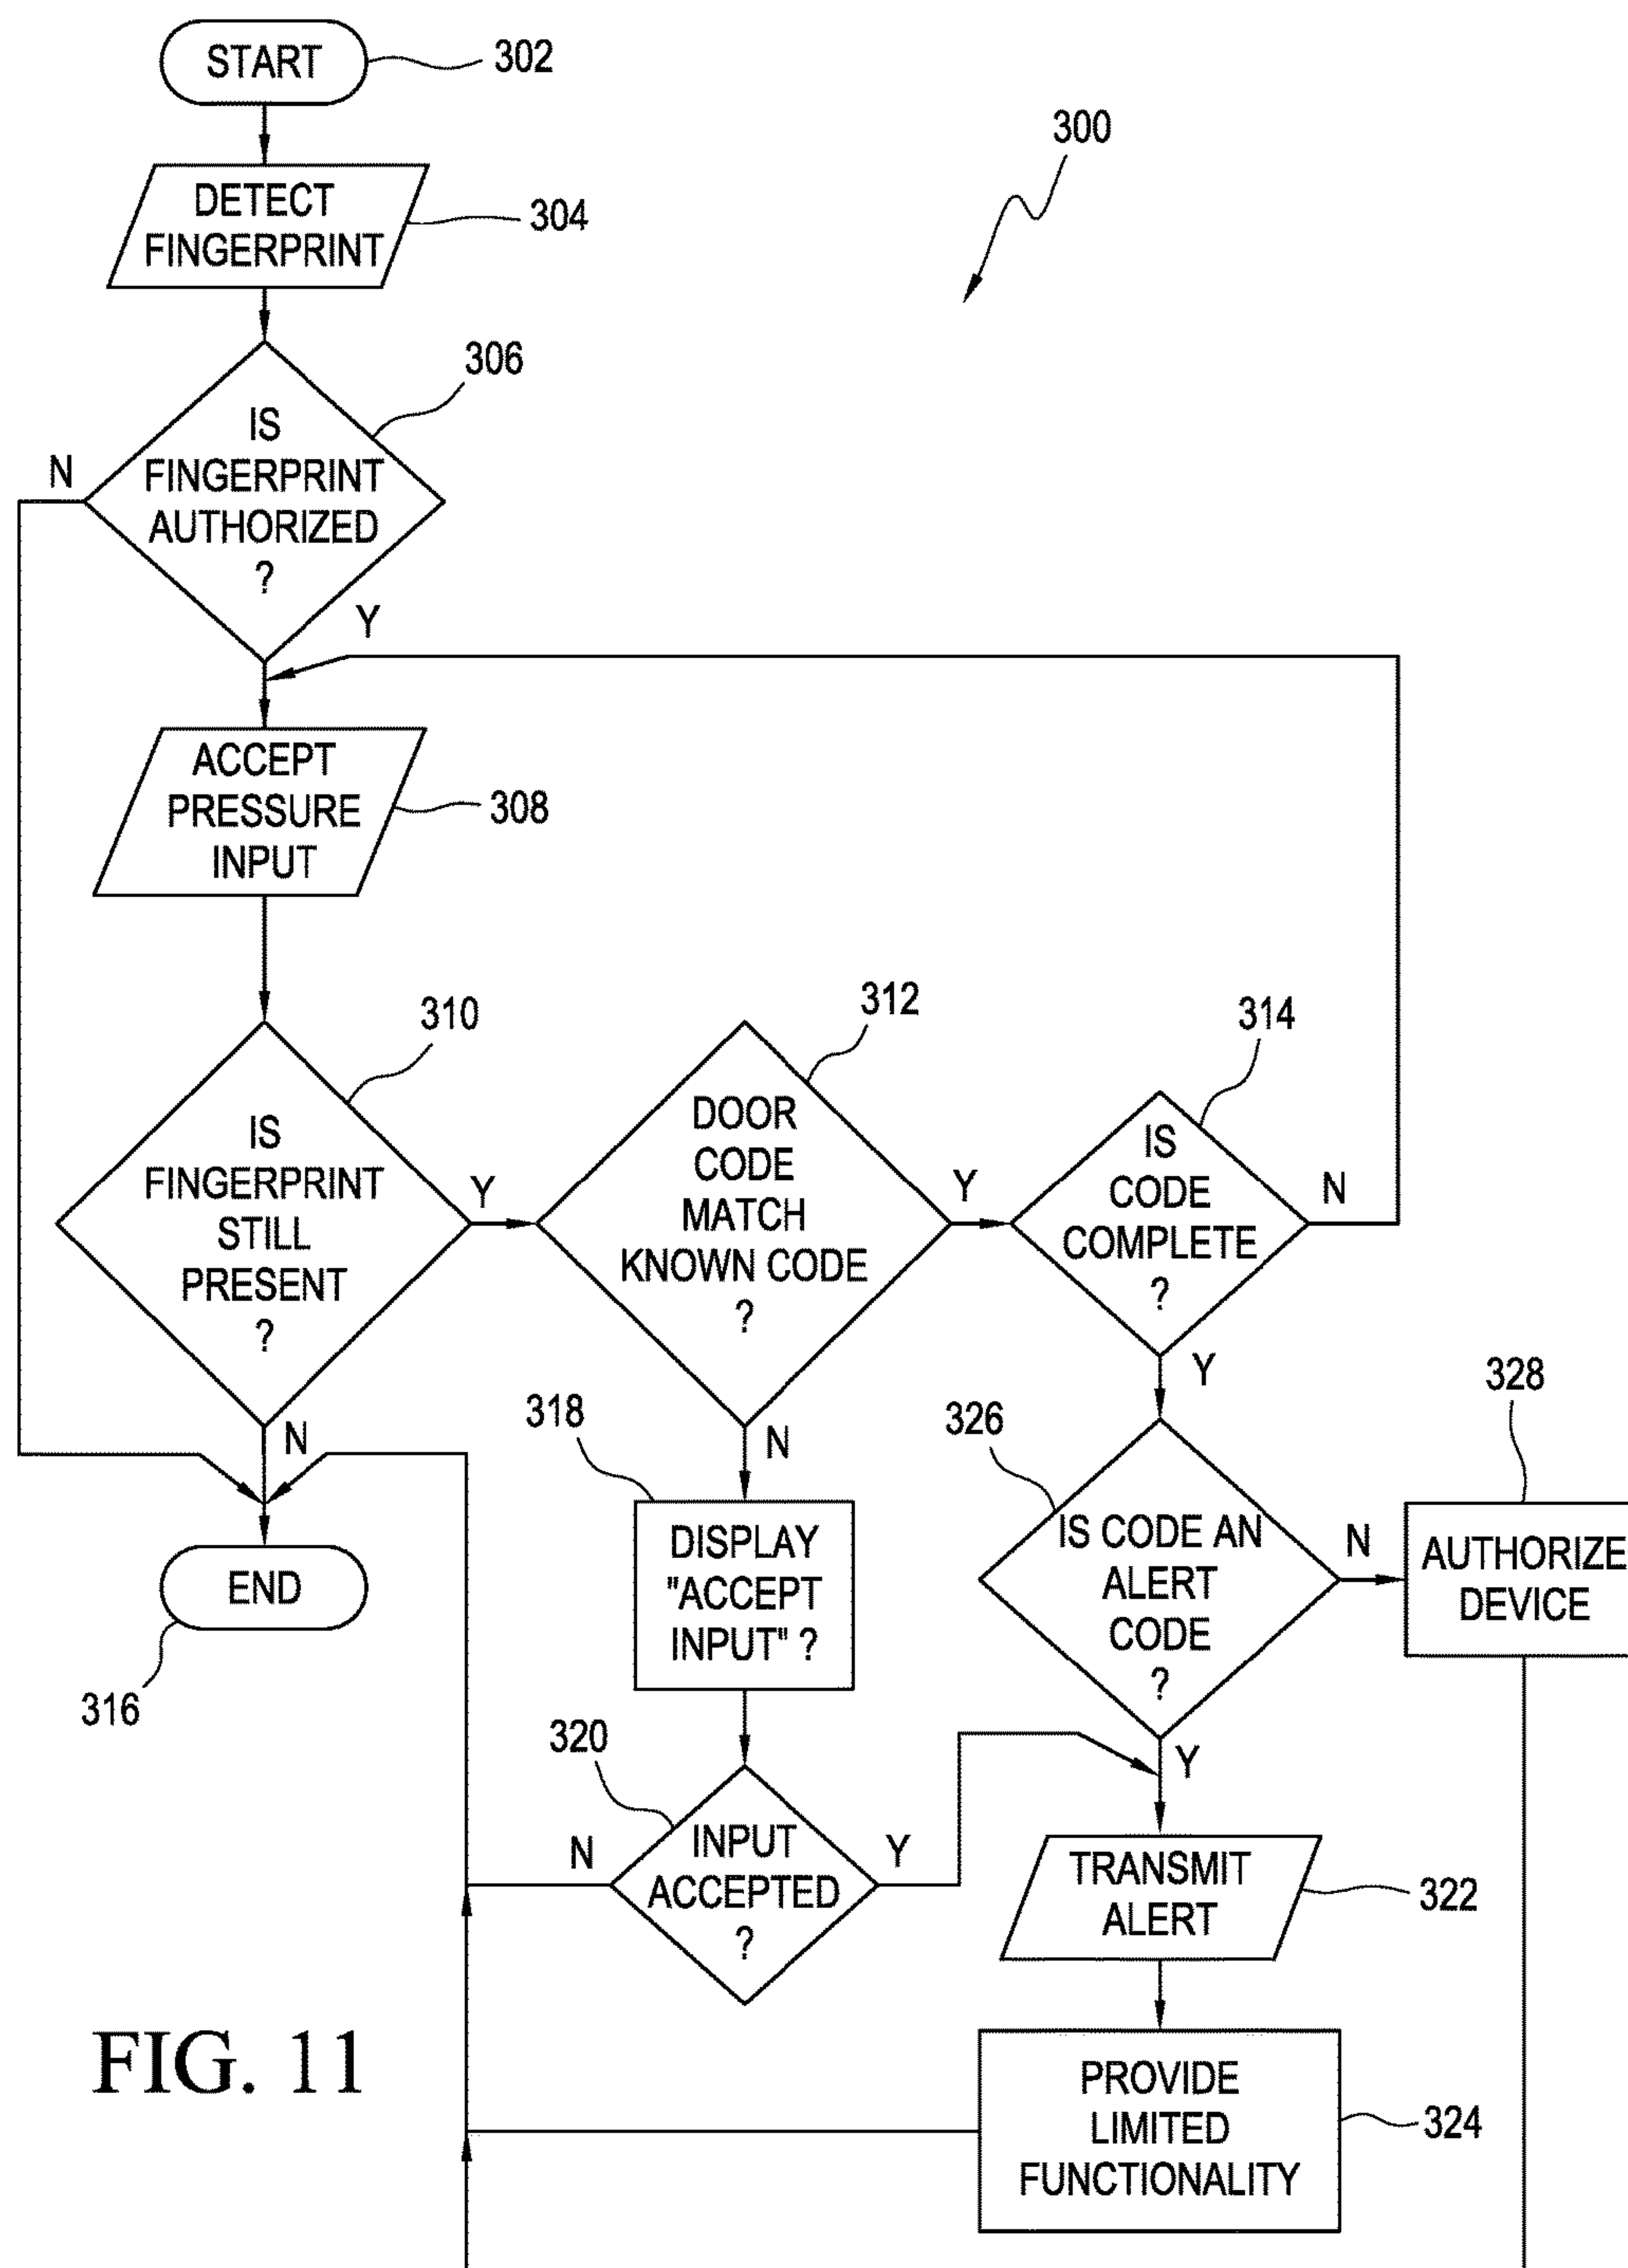 START
302
300
DETECT
FINGERPRINT
304
306
IS
FINGERPRINT
AUTHORIZED
?
N
Y
ACCEPT
PRESSURE
INPUT
308
310
IS
FINGERPRINT
STILL
PRESENT
?
Y
N
312
DOOR
CODE
MATCH
KNOWN CODE
?
Y
N
314
IS
CODE
COMPLETE
?
N
Y
END
316
318
DISPLAY
"ACCEPT
INPUT" ?
326
IS CODE AN
ALERT
CODE
?
N
Y
328
AUTHORIZE
DEVICE
320
INPUT
ACCEPTED
?
N
Y
TRANSMIT
ALERT
322
PROVIDE
LIMITED
FUNCTIONALITY
324
FIG. 11